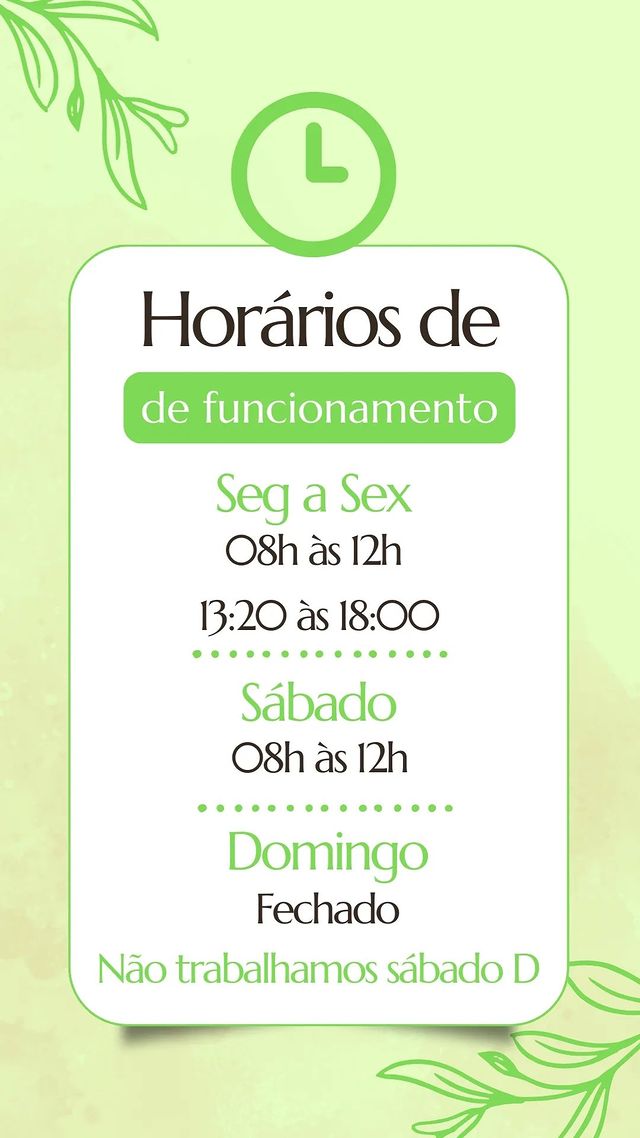 Horários de
de funcionamento
Seg a Sex
08h às 12h
13:20 às 18:00
Sábado
08h às 12h
Domingo
Fechado
Não trabalhamos sábado D